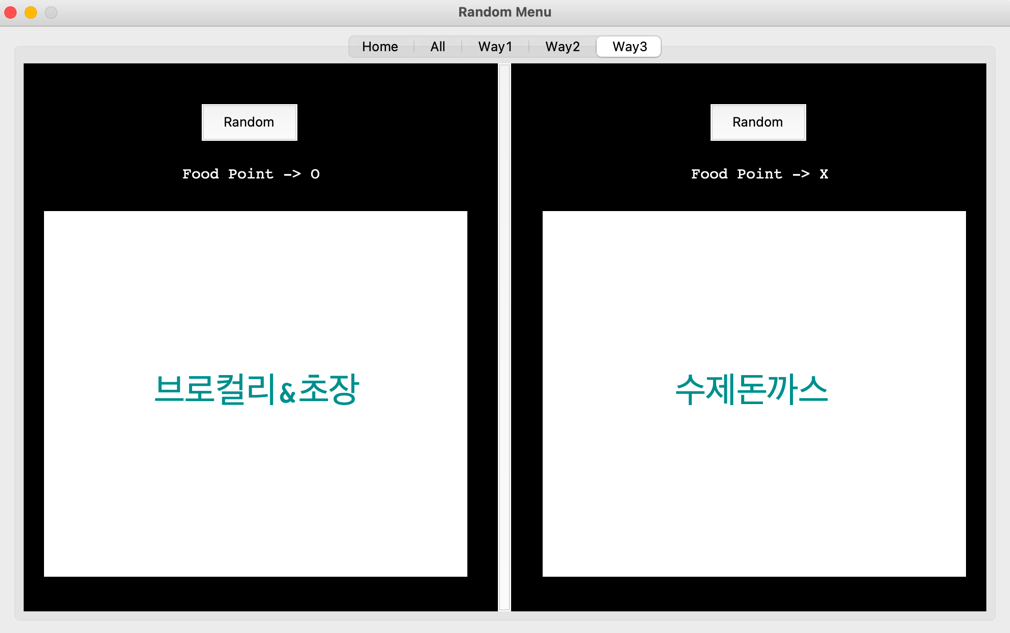 Random Menu
Home All Way1 Way2 Way3
Random
Food Point -> O
브로컬리&초장
Random
Food Point -> X
수제돈까스